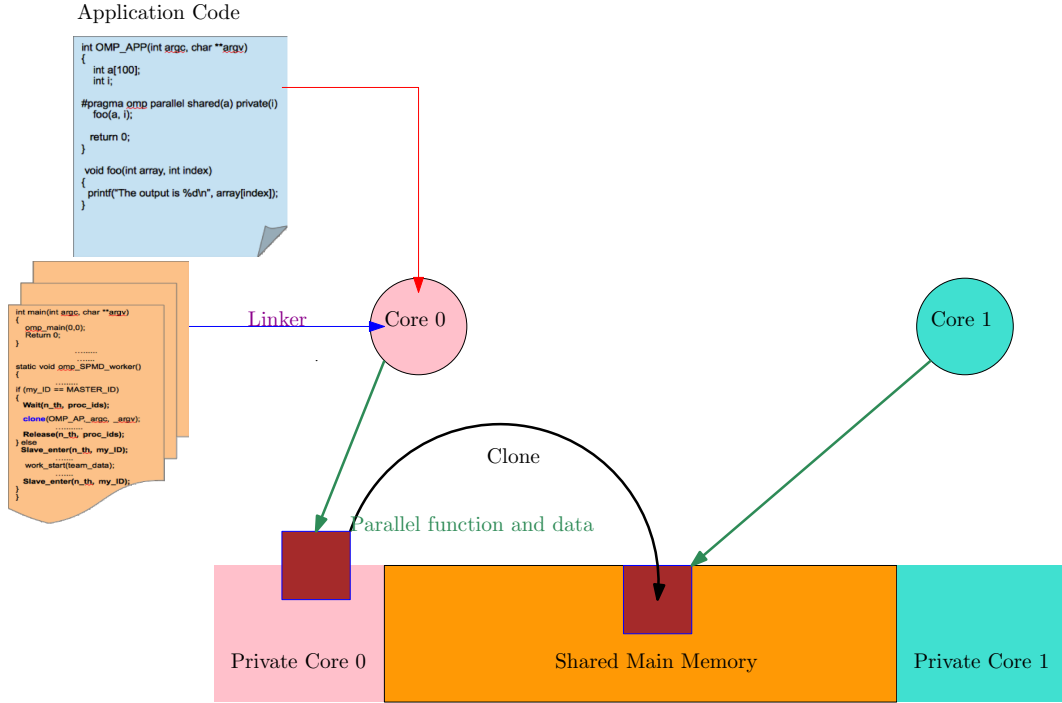 Application Code
int OMP_APP(int argc, char **argv)
{
int a[100];
int i;
#pragma omp parallel shared(a) private(i)
foo(a, i);
return 0;
}
void foo(int array, int index)
{
printf("The output is %d\n", array[index]);
}
int main(int argc, char **argv)
{
omp_main(0,0);
Return 0;
}
..........
.......
static void omp_SPMD_worker()
{
..........
if (my_ID == MASTER_ID)
{
Wait(n_th, proc_ids);
clone(OMP_AP,_argc, _argv);
............
Release(n_th, proc_ids);
} else
Slave_enter(n_th, my_ID);
.......
work_start(team_data);
.......
Slave_enter(n_th, my_ID);
}
}
Linker
Core 0
Core 1
Clone
Parallel function and data
Private Core 0
Shared Main Memory
Private Core 1